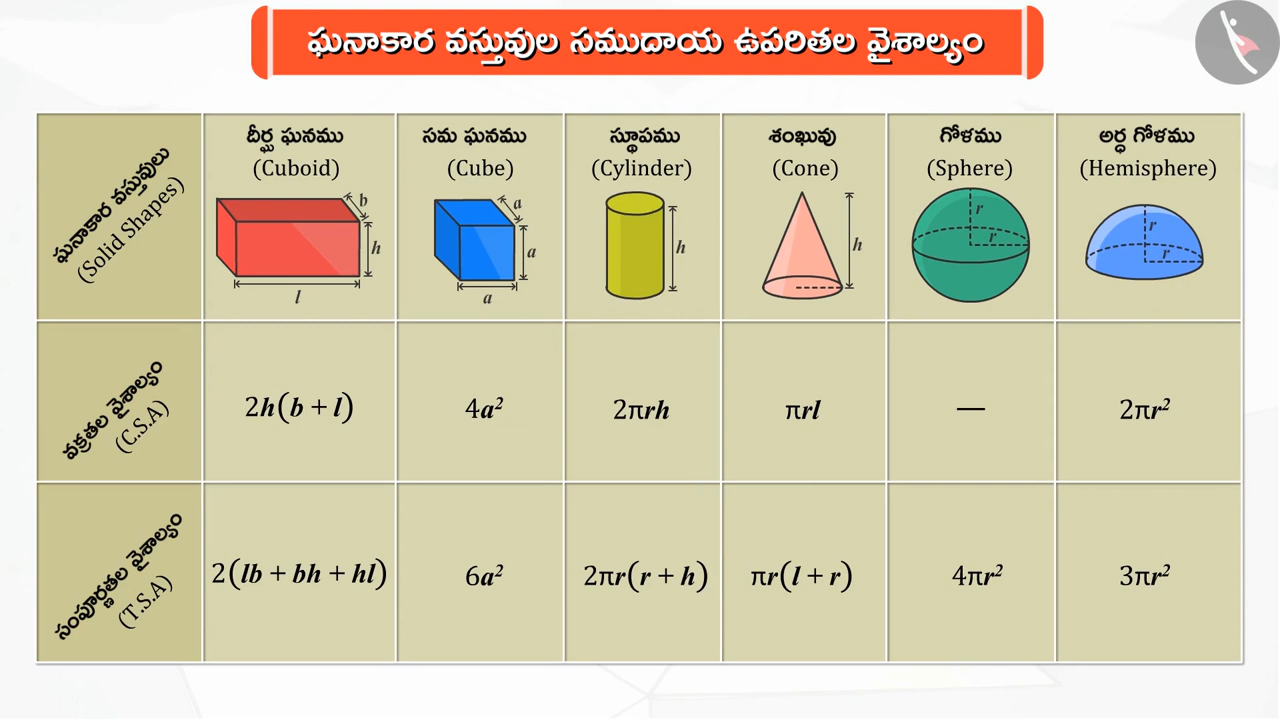 ఘనాకార వస్తువుల సముదాయ ఉపరితల వైశాల్యం
ఘనాకార వస్తువులు
(Solid Shapes)
దీర్ఘ ఘనము
(Cuboid)
b
h
l
సమ ఘనము
(Cube)
a
a
a
స్థూపము
(Cylinder)
h
శంఖువు
(Cone)
h
గోళము
(Sphere)
r
r
అర్ధ గోళము
(Hemisphere)
r
r
వక్రతల వైశాల్యం
(C.S.A)
2h(b + l)
4a²
2πrh
πrl
—
2πr²
సంపూర్ణతల వైశాల్యం
(T.S.A)
2(lb + bh + hl)
6a²
2πr(r + h)
πr(l + r)
4πr²
3πr²